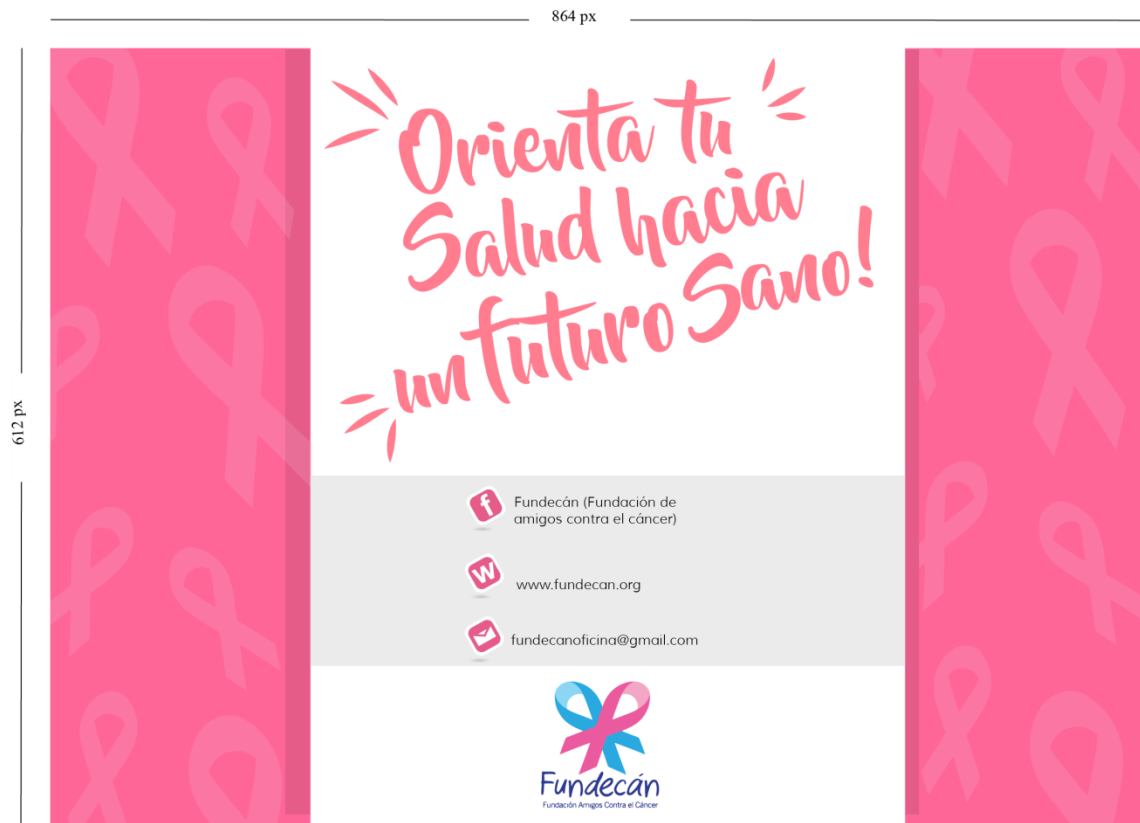 864 px
612 px
Orienta tu
Salud hacia
un futuro Sano!
f
Fundecán (Fundación de
amigos contra el cáncer)
W
www.fundecan.org
fundecanoficina@gmail.com
Fundecán
Fundación Amigos Contra el Cáncer